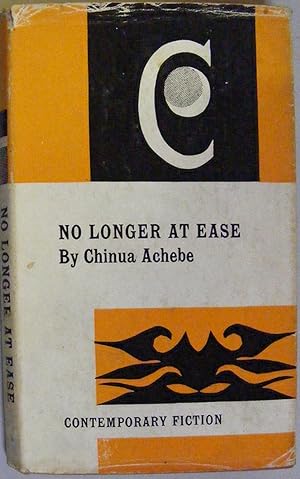 C
NO LONGER AT EASE
By Chinua Achebe
CONTEMPORARY FICTION
NO LONGER AT EASE